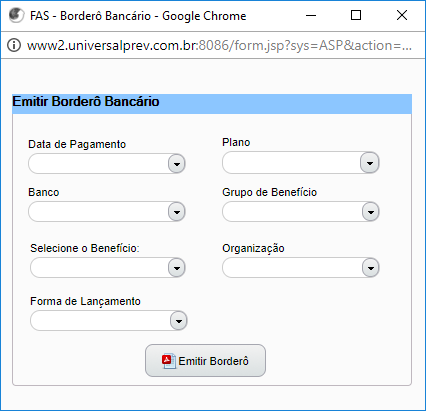 FAS - Borderô Bancário - Google Chrome
www2.universalprev.com.br:8086/form.jsp?sys=ASP&action=...
Emitir Borderô Bancário
Data de Pagamento
Plano
Banco
Grupo de Benefício
Selecione o Benefício:
Organização
Forma de Lançamento
Emitir Borderô